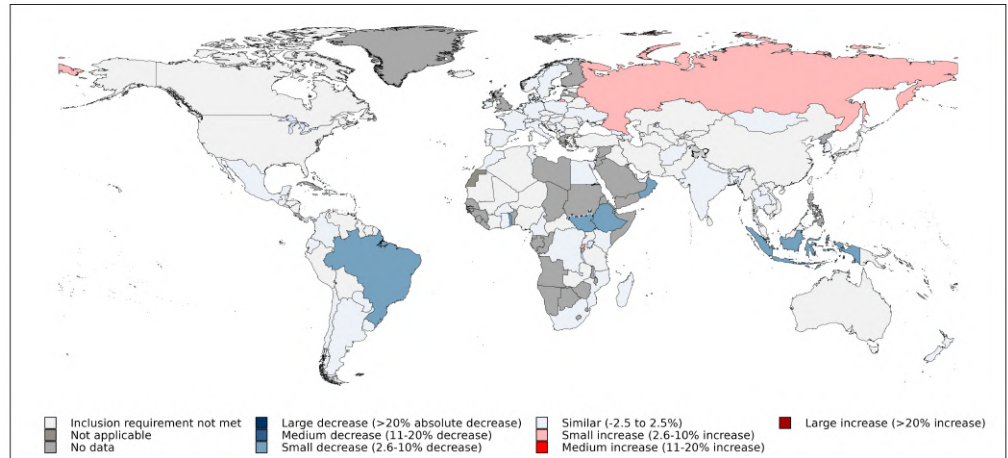 Inclusion requirement not met
Not applicable
No data
Large decrease (>20% absolute decrease)
Medium decrease (11-20% decrease)
Small decrease (2.6-10% decrease)
Similar (-2.5 to 2.5%)
Small increase (2.6-10% increase)
Medium increase (11-20% increase)
Large increase (>20% increase)